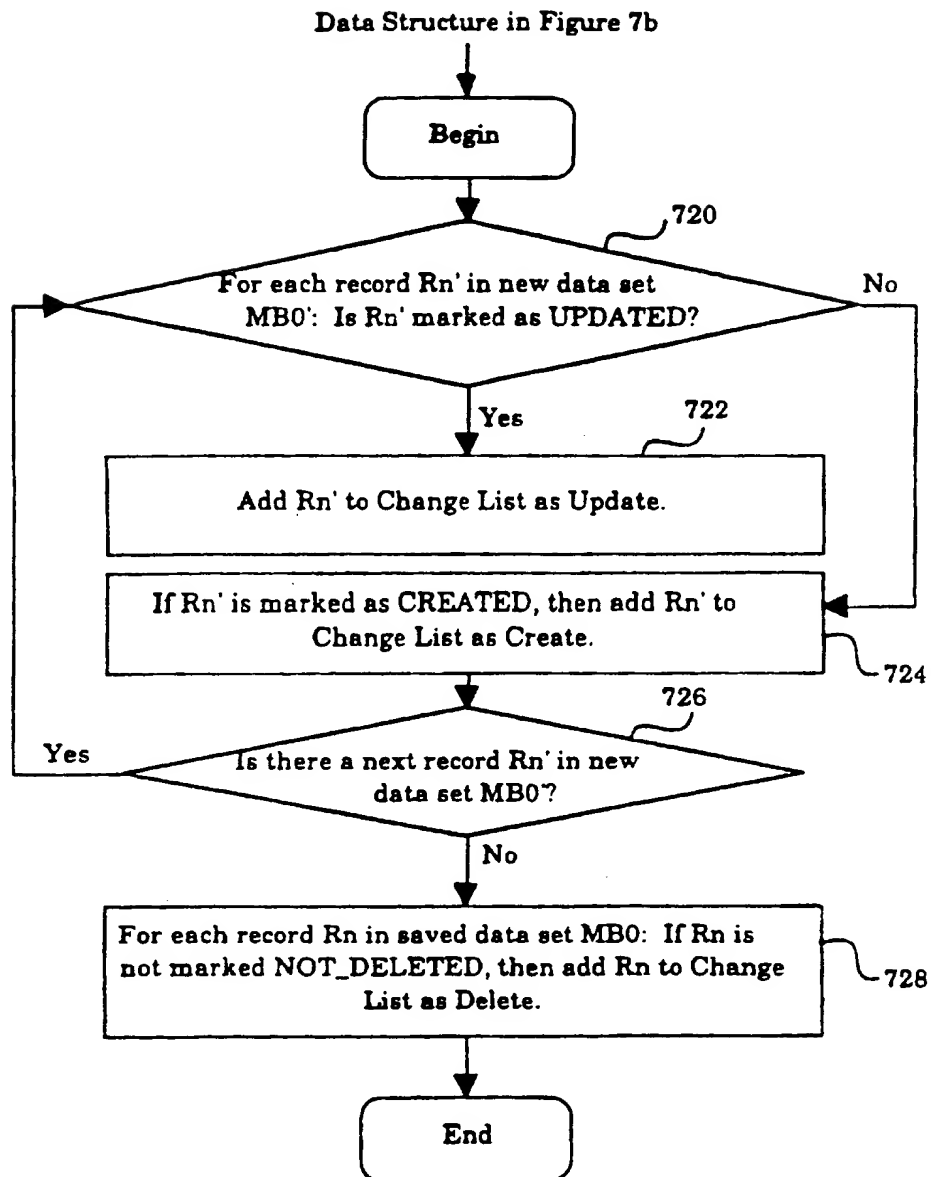 Data Structure in Figure 7b
Begin
720
For each record Rn' in new data set
MB0': Is Rn' marked as UPDATED?
No
Yes
722
Add Rn' to Change List as Update.
If Rn' is marked as CREATED, then add Rn' to
Change List as Create.
724
726
Yes
Is there a next record Rn' in new
data set MB0'?
No
For each record Rn in saved data set MB0: If Rn is
not marked NOT_DELETED, then add Rn to Change
List as Delete.
728
End